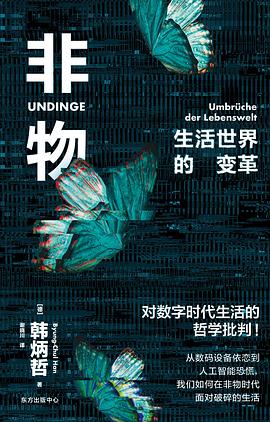 非
UNDINGE
物
Umbrüche
der Lebenswelt
生活世界
的 变革
对数字时代生活的
哲学批判！
从数码设备依恋到
人工智能恐慌，
我们如何在非物时代
面对破碎的生活
[德]
韩炳哲
Byung-Chul Han
著
谢晓川 译
东方出版中心